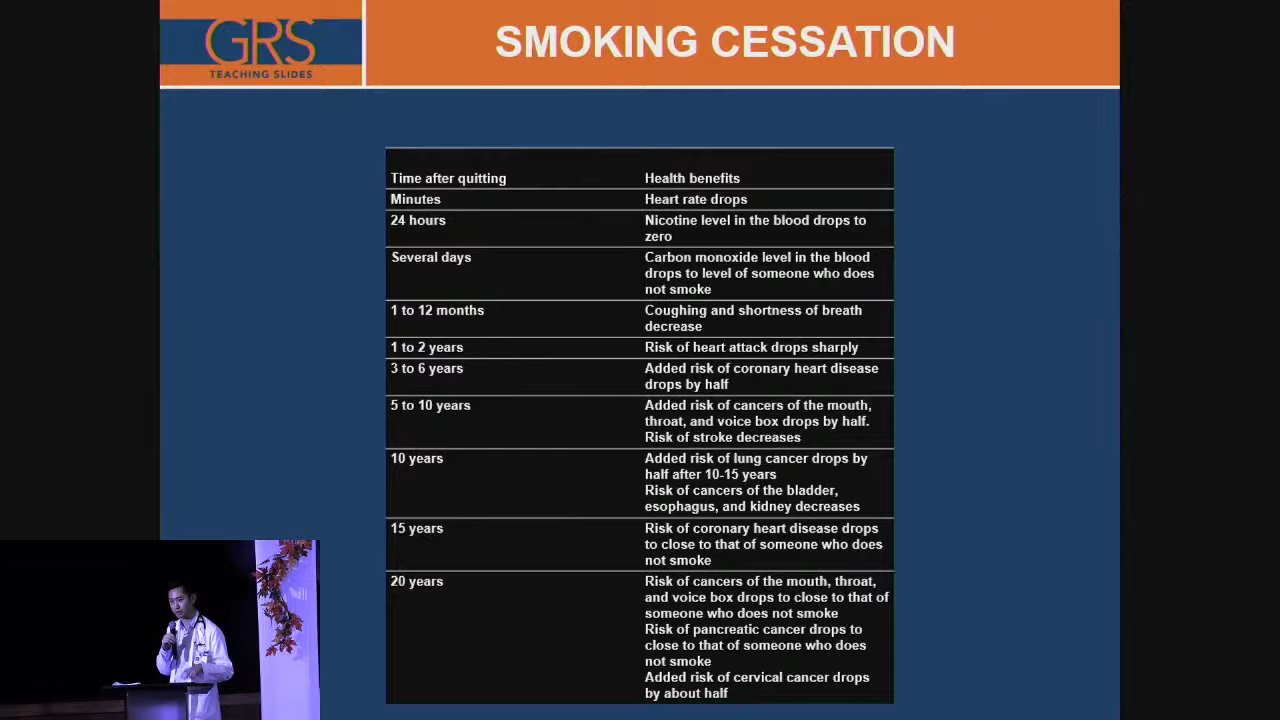 GRS
TEACHING SLIDES
SMOKING CESSATION
Time after quitting Health benefits
Minutes Heart rate drops
24 hours Nicotine level in the blood drops to
zero
Several days Carbon monoxide level in the blood
drops to level of someone who does
not smoke
1 to 12 months Coughing and shortness of breath
decrease
1 to 2 years Risk of heart attack drops sharply
3 to 6 years Added risk of coronary heart disease
drops by half
5 to 10 years Added risk of cancers of the mouth,
throat, and voice box drops by half.
Risk of stroke decreases
10 years Added risk of lung cancer drops by
half after 10-15 years
Risk of cancers of the bladder,
esophagus, and kidney decreases
15 years Risk of coronary heart disease drops
to close to that of someone who does
not smoke
20 years Risk of cancers of the mouth, throat,
and voice box drops to close to that of
someone who does not smoke
Risk of pancreatic cancer drops to
close to that of someone who does
not smoke
Added risk of cervical cancer drops
by about half